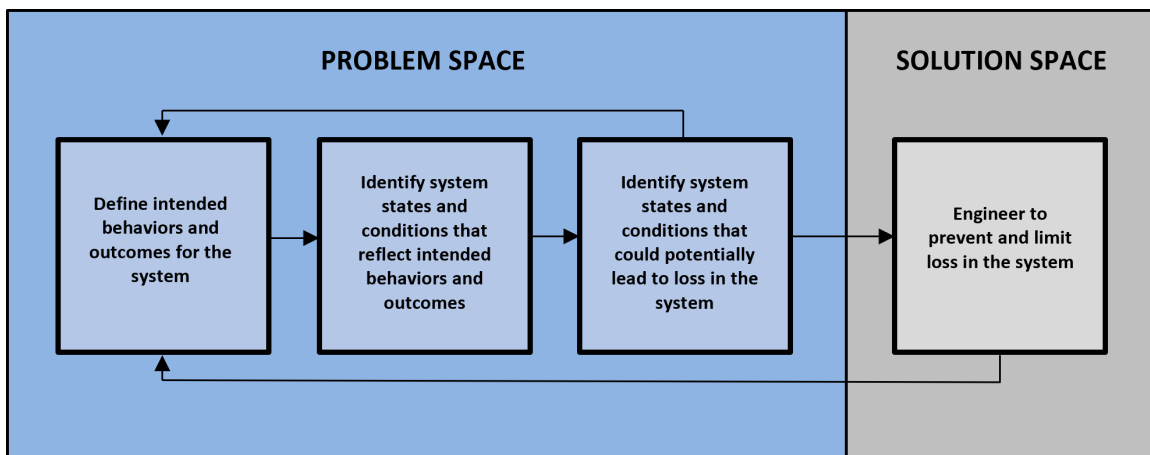 PROBLEM SPACE
SOLUTION SPACE
Define intended
behaviors and
outcomes for the
system
Identify system
states and
conditions that
reflect intended
behaviors and
outcomes
Identify system
states and
conditions that
could potentially
lead to loss in the
system
Engineer to
prevent and limit
loss in the system